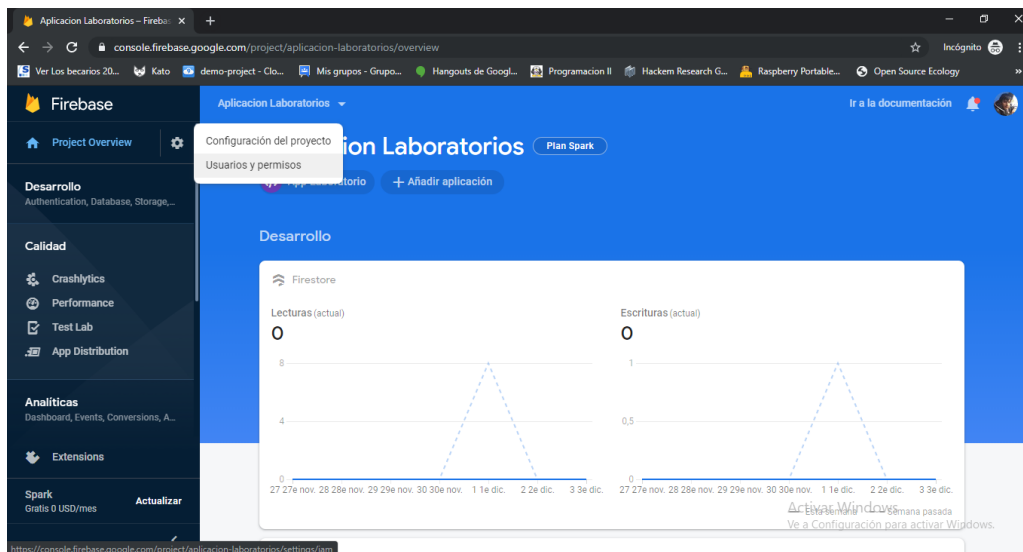 Aplicacion Laboratorios – Fireba
console.firebase.google.com/project/aplicacion-laboratorios/overview
Incógnito
Ver Los becarios 20...
Kato
demo-project - Clo...
Mis grupos - Grupo...
Hangouts de Googl...
Programacion II
Hackem Research G...
Raspberry Portable...
Open Source Ecology
»
Firebase
Aplicacion Laboratorios
Ir a la documentación
Project Overview
Configuración del proyecto
Usuarios y permisos
ion Laboratorios
Plan Spark
+ Añadir aplicación
Desarrollo
Authentication, Database, Storage,...
Desarrollo
Calidad
Crashlytics
Performance
Test Lab
App Distribution
Firestore
Lecturas (actual)
0
8
4
0
27 27e nov. 28 28e nov. 29 29e nov. 30 30e nov. 1 1e dic. 2 2e dic. 3 3e dic.
Escrituras (actual)
0
1
0,5
0
27 27e nov. 28 28e nov. 29 29e nov. 30 30e nov. 1 1e dic. 2 2e dic. 3 3e dic.
Esta semana
Semana pasada
Analíticas
Dashboard, Events, Conversions, A...
Extensions
Spark
Gratis 0 USD/mes
Actualizar
Activar Windows
Ve a Configuración para activar Windows.
https://console.firebase.google.com/project/aplicacion-laboratorios/settings/iam